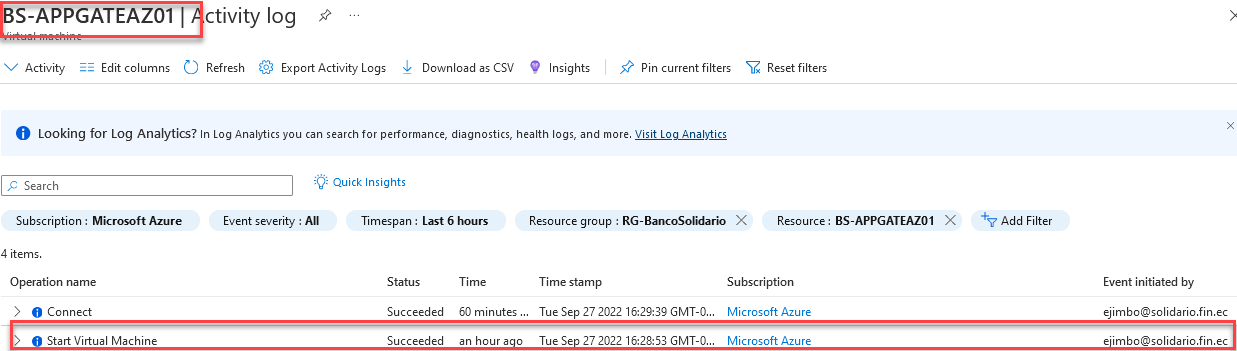 BS-APPGATEAZ01 | Activity log
Virtual machine
Activity Edit columns Refresh Export Activity Logs Download as CSV Insights Pin current filters Reset filters
Looking for Log Analytics? In Log Analytics you can search for performance, diagnostics, health logs, and more. Visit Log Analytics
Search Quick Insights
Subscription : Microsoft Azure Event severity : All Timespan : Last 6 hours Resource group : RG-BancoSolidario Resource : BS-APPGATEAZ01 Add Filter
4 items.
Operation name Status Time Time stamp Subscription Event initiated by
Connect Succeeded 60 minutes ... Tue Sep 27 2022 16:29:39 GMT-0... Microsoft Azure ejimbo@solidario.fin.ec
Start Virtual Machine Succeeded an hour ago Tue Sep 27 2022 16:28:53 GMT-0... Microsoft Azure ejimbo@solidario.fin.ec